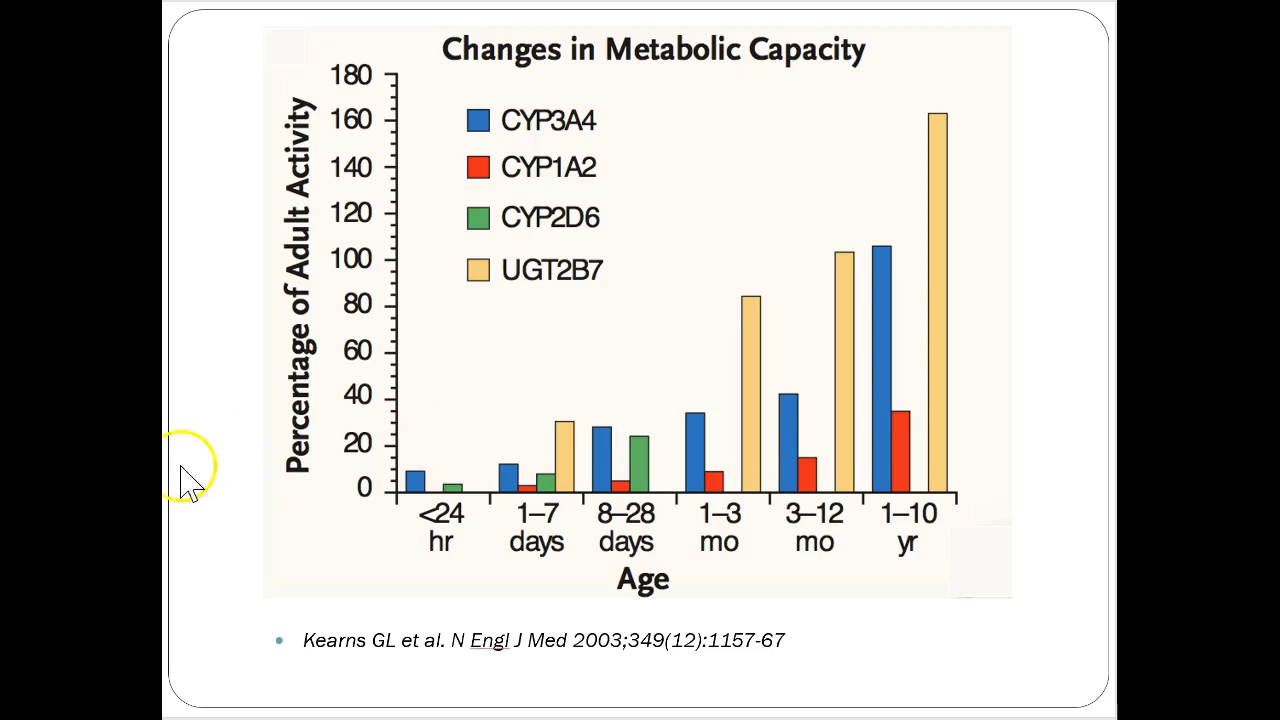 Changes in Metabolic Capacity
180
160
140
120
100
80
60
40
20
0
Percentage of Adult Activity
CYP3A4
CYP1A2
CYP2D6
UGT2B7
<24 hr
1–7 days
8–28 days
1–3 mo
3–12 mo
1–10 yr
Age
• Kearns GL et al. N Engl J Med 2003;349(12):1157-67